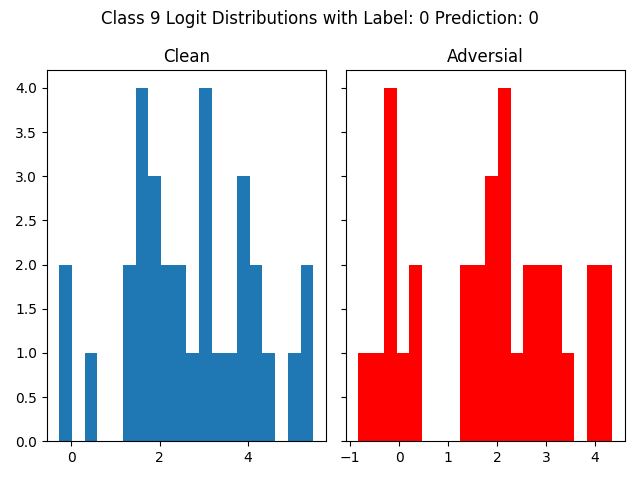 Class 9 Logit Distributions with Label: 0 Prediction: 0
Clean
Adversial
4.0
3.5
3.0
2.5
2.0
1.5
1.0
0.5
0.0
0 2 4
−1 0 1 2 3 4